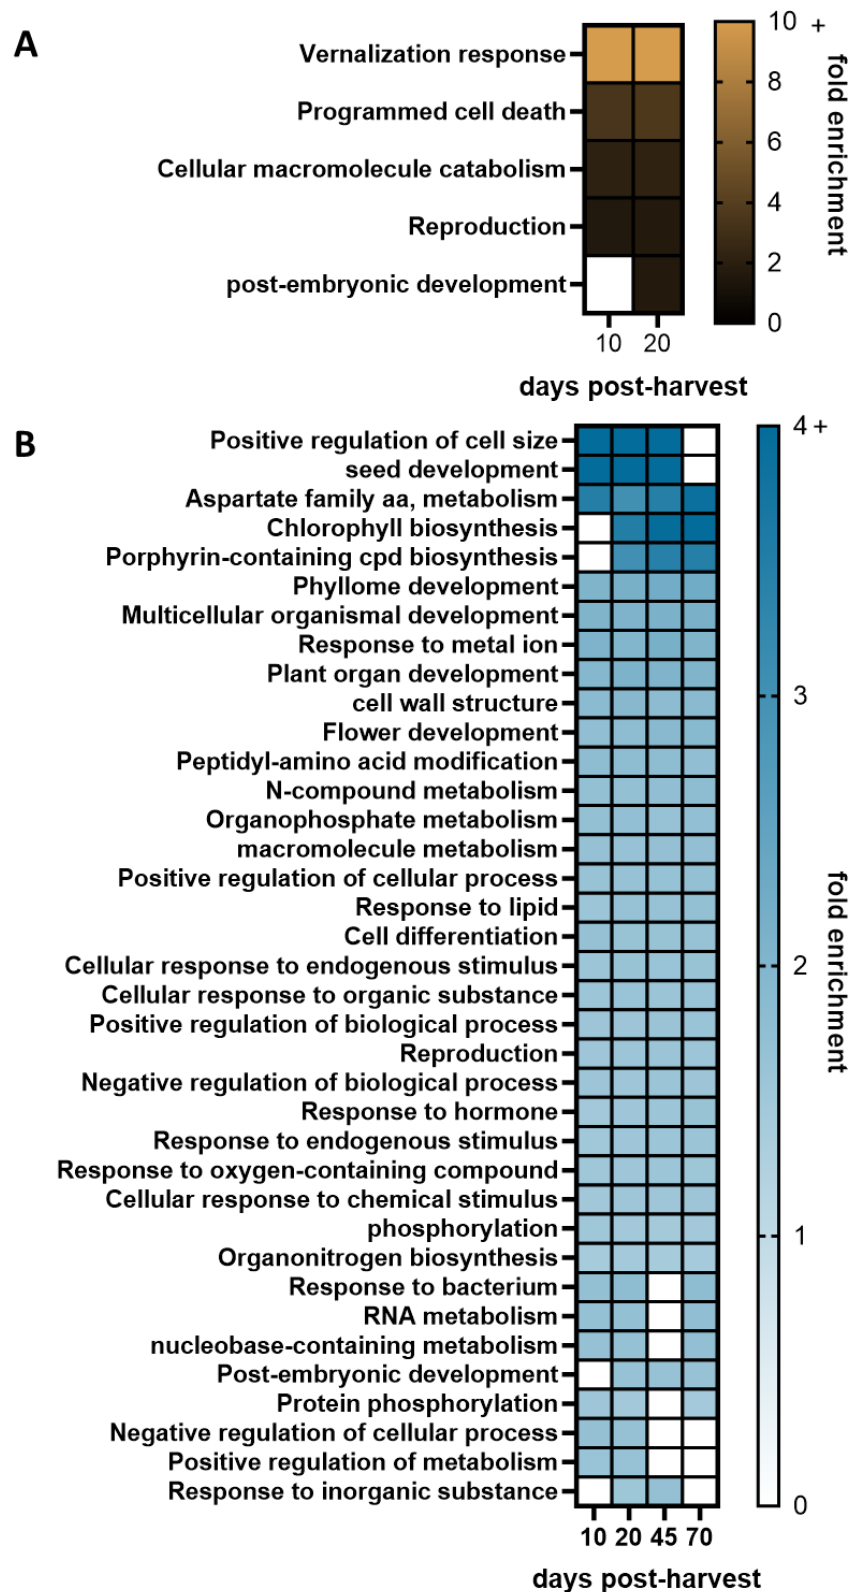 A
Vernalization response
Programmed cell death
Cellular macromolecule catabolism
Reproduction
post-embryonic development
10 20
days post-harvest
10 +
8
6
4
2
0
fold enrichment
B
Positive regulation of cell size
seed development
Aspartate family aa, metabolism
Chlorophyll biosynthesis
Porphyrin-containing cpd biosynthesis
Phyllome development
Multicellular organismal development
Response to metal ion
Plant organ development
cell wall structure
Flower development
Peptidyl-amino acid modification
N-compound metabolism
Organophosphate metabolism
macromolecule metabolism
Positive regulation of cellular process
Response to lipid
Cell differentiation
Cellular response to endogenous stimulus
Cellular response to organic substance
Positive regulation of biological process
Reproduction
Negative regulation of biological process
Response to hormone
Response to endogenous stimulus
Response to oxygen-containing compound
Cellular response to chemical stimulus
phosphorylation
Organonitrogen biosynthesis
Response to bacterium
RNA metabolism
nucleobase-containing metabolism
Post-embryonic development
Protein phosphorylation
Negative regulation of cellular process
Positive regulation of metabolism
Response to inorganic substance
10 20 45 70
days post-harvest
4 +
3
2
1
0
fold enrichment